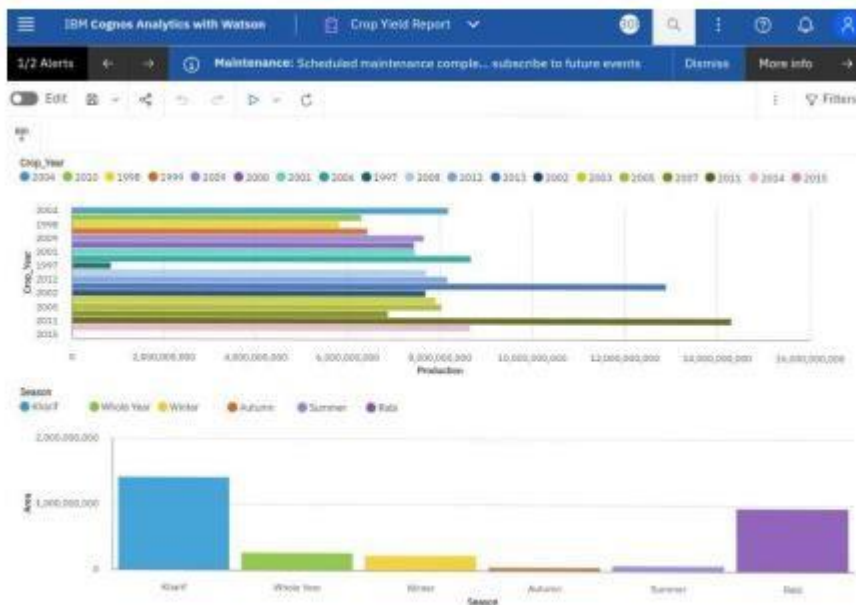 IBM Cognos Analytics with Watson
Crop Yield Report
1/2 Alerts
Maintenance: Scheduled maintenance comple... subscribe to future events
Dismiss
More info
Edit
Filters
Crop_Year
2004 2010 1998 1999 2009 2000 2001 2006 1997 2008 2012 2013 2002 2003 2005 2007 2011 2014 2015
Crop_Year
2004
1998
2009
2001
1997
2012
2002
2005
2011
2015
0 2,000,000,000 4,000,000,000 6,000,000,000 8,000,000,000 10,000,000,000 12,000,000,000 14,000,000,000 16,000,000,000
Production
Season
Kharif Whole Year Winter Autumn Summer Rabi
Area
2,000,000,000
1,000,000,000
0
Kharif Whole Year Winter Autumn Summer Rabi
Season